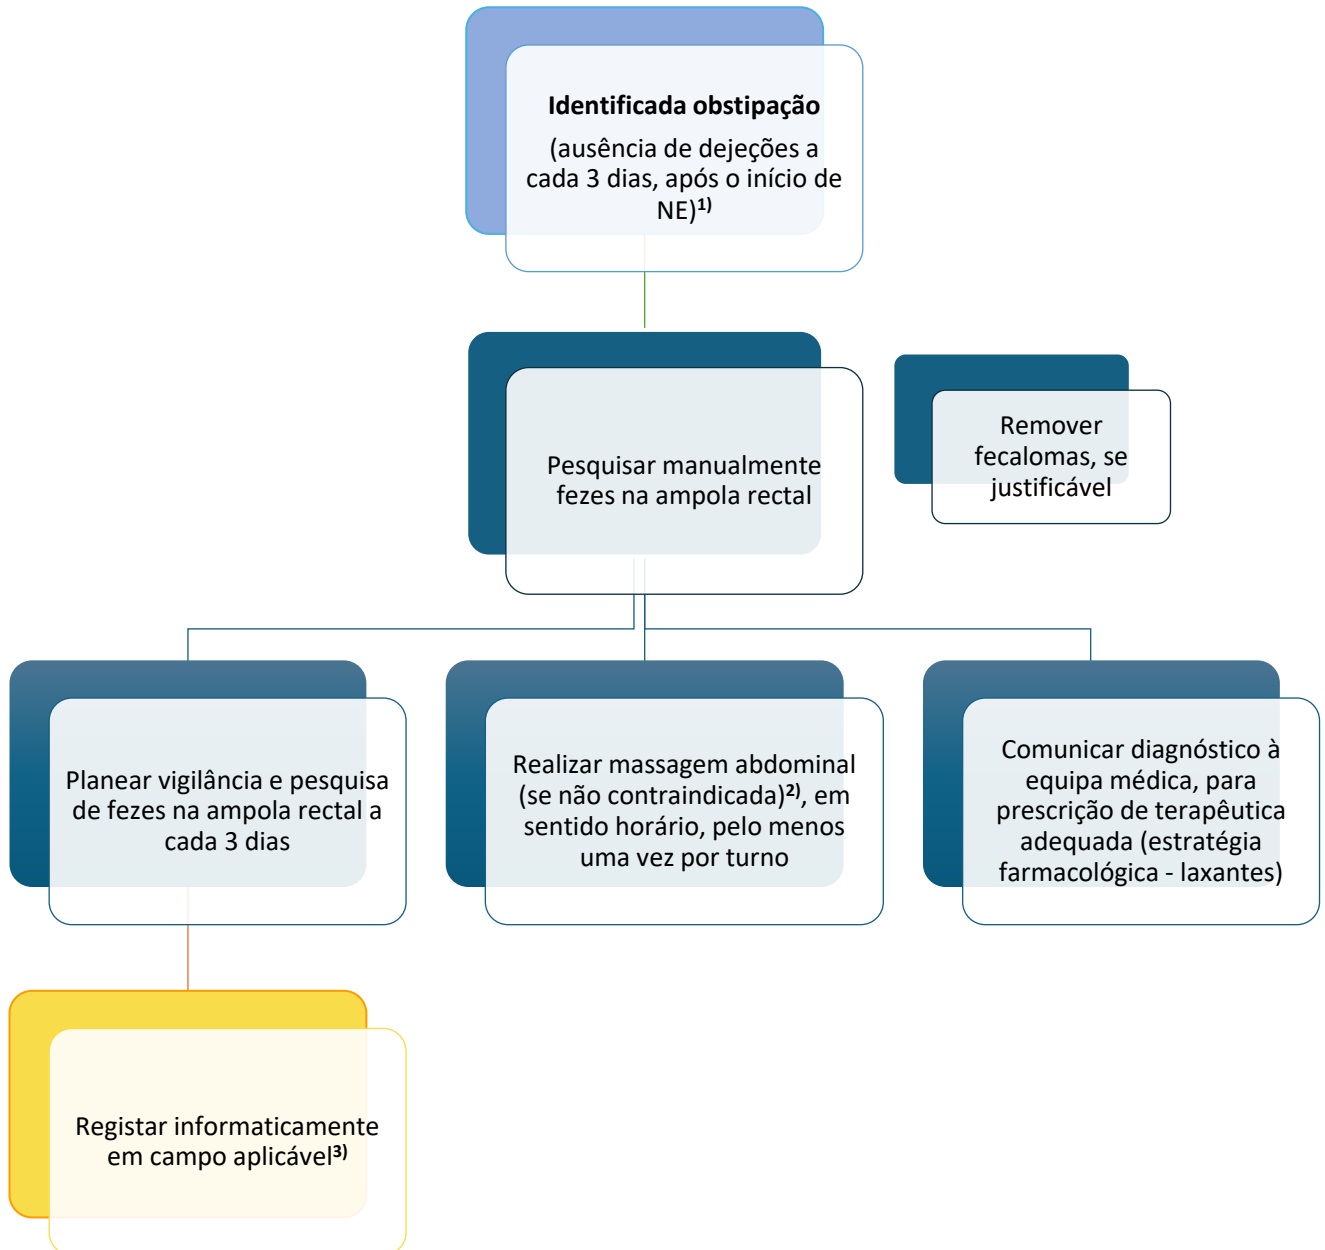 Identificada obstipação
(ausência de dejeções a
cada 3 dias, após o início de
NE)1)
Pesquisar manualmente
fezes na ampola rectal
Remover
fecalomas, se
justificável
Planear vigilância e pesquisa
de fezes na ampola rectal a
cada 3 dias
Realizar massagem abdominal
(se não contraindicada)2), em
sentido horário, pelo menos
uma vez por turno
Comunicar diagnóstico à
equipa médica, para
prescrição de terapêutica
adequada (estratégia
farmacológica - laxantes)
Registar informaticamente
em campo aplicável3)